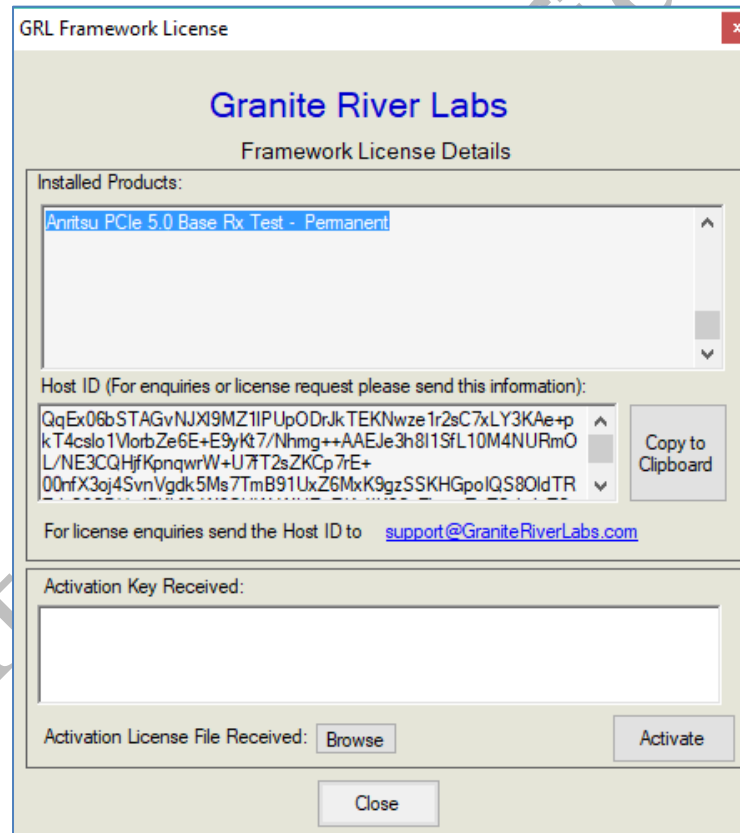 GRL Framework License
x
Granite River Labs
Framework License Details
Installed Products:
Anritsu PCIe 5.0 Base Rx Test - Permanent
Host ID (For enquiries or license request please send this information):
QqEx06bSTAGvNJXI9MZ1IPUpODrJkTEKNwze1r2sC7xLY3KAe+p
kT4cslo1VlorbZe6E+E9yKt7/Nhmg++AAEJe3h8I1SfL10M4NURmO
L/NE3CQHjfKpnqwrW+U7fT2sZKCp7rE+
00nfX3oj4SvnVgdk5Ms7TmB91UxZ6MxK9gzSSKHGpoIQS8OldTR
Copy to
Clipboard
For license enquiries send the Host ID to support@GraniteRiverLabs.com
Activation Key Received:
Activation License File Received: Browse
Activate
Close